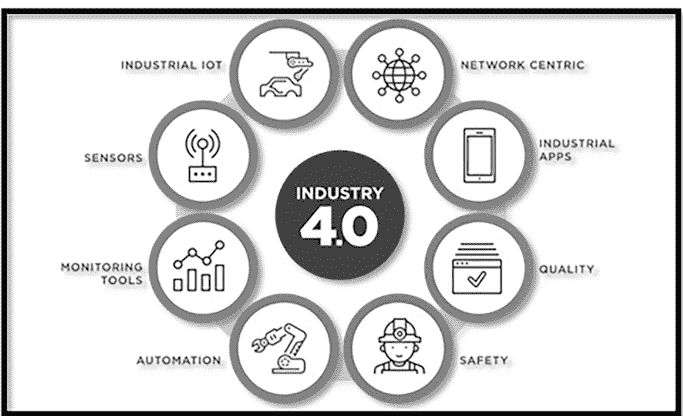 INDUSTRIAL IOT
NETWORK CENTRIC
SENSORS
INDUSTRIAL
APPS
INDUSTRY
4.0
MONITORING
TOOLS
QUALITY
AUTOMATION
SAFETY